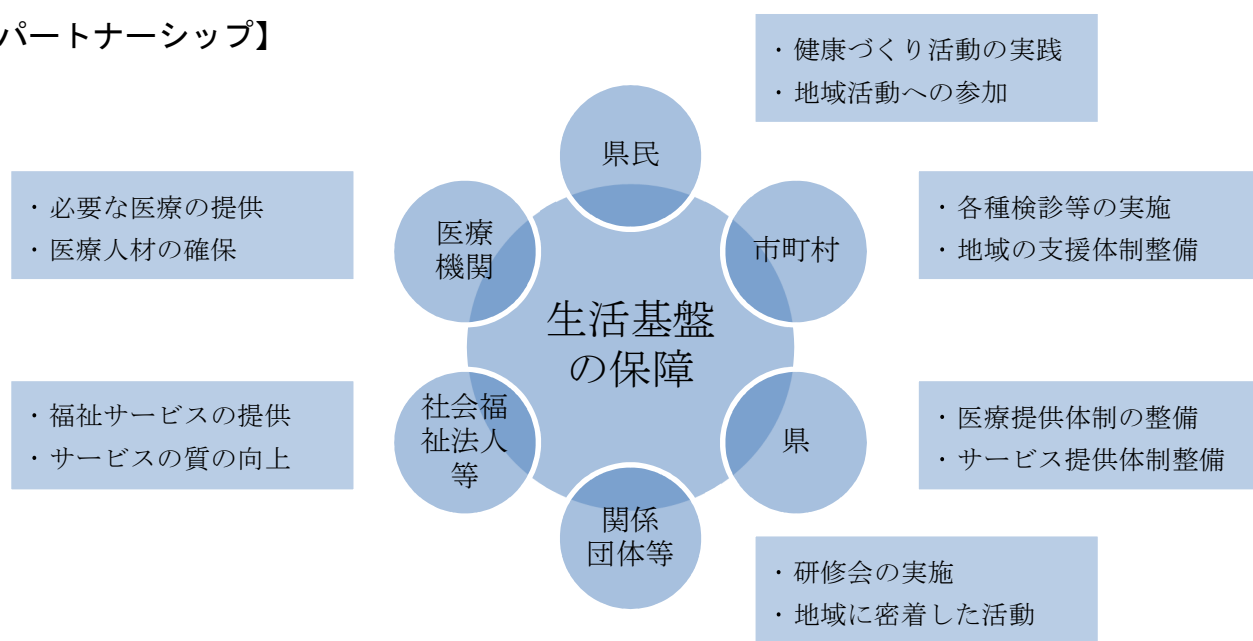 パートナーシップ】
・健康づくり活動の実践
・地域活動への参加
県民
・必要な医療の提供
・医療人材の確保
医療
機関
市町村
・各種検診等の実施
・地域の支援体制整備
生活基盤
の保障
・福祉サービスの提供
・サービスの質の向上
社会福
祉法人
等
県
・医療提供体制の整備
・サービス提供体制整備
関係
団体等
・研修会の実施
・地域に密着した活動